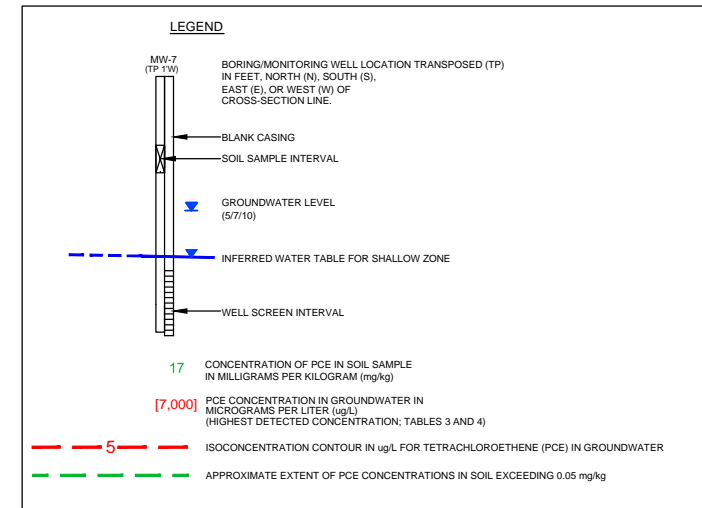 LEGEND
MW-7
(TP 1'W)
BORING/MONITORING WELL LOCATION TRANSPOSED (TP)
IN FEET, NORTH (N), SOUTH (S),
EAST (E), OR WEST (W) OF
CROSS-SECTION LINE.
BLANK CASING
SOIL SAMPLE INTERVAL
GROUNDWATER LEVEL
(5/7/10)
INFERRED WATER TABLE FOR SHALLOW ZONE
WELL SCREEN INTERVAL
17
CONCENTRATION OF PCE IN SOIL SAMPLE
IN MILLIGRAMS PER KILOGRAM (mg/kg)
[7,000]
PCE CONCENTRATION IN GROUNDWATER IN
MICROGRAMS PER LITER (ug/L)
(HIGHEST DETECTED CONCENTRATION; TABLES 3 AND 4)
5
ISOCONCENTRATION CONTOUR IN ug/L FOR TETRACHLOROETHENE (PCE) IN GROUNDWATER
APPROXIMATE EXTENT OF PCE CONCENTRATIONS IN SOIL EXCEEDING 0.05 mg/kg